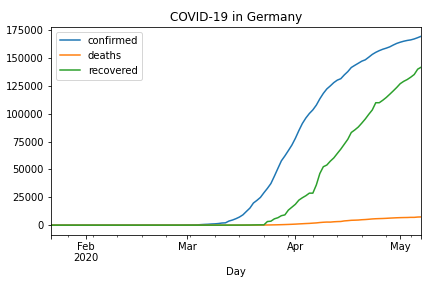 COVID-19 in Germany
confirmed
deaths
recovered
175000
150000
125000
100000
75000
50000
25000
0
Feb Mar Apr May
2020
Day